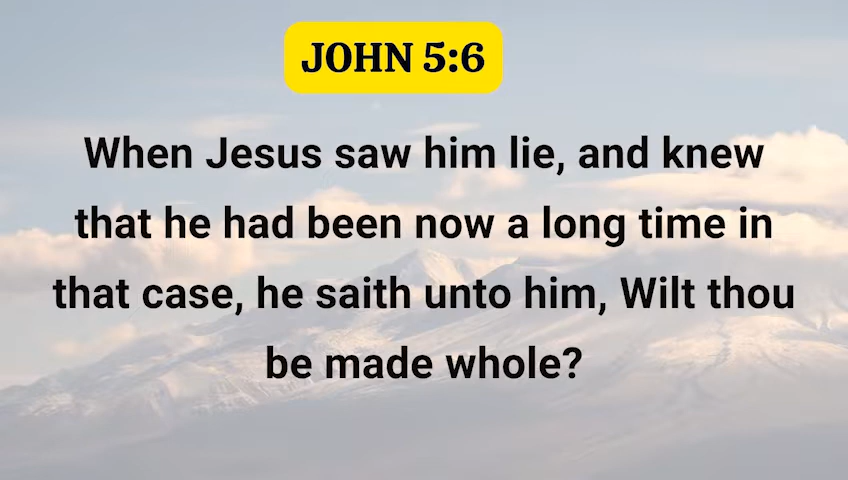 JOHN 5:6
When Jesus saw him lie, and knew
that he had been now a long time in
that case, he saith unto him, Wilt thou
be made whole?